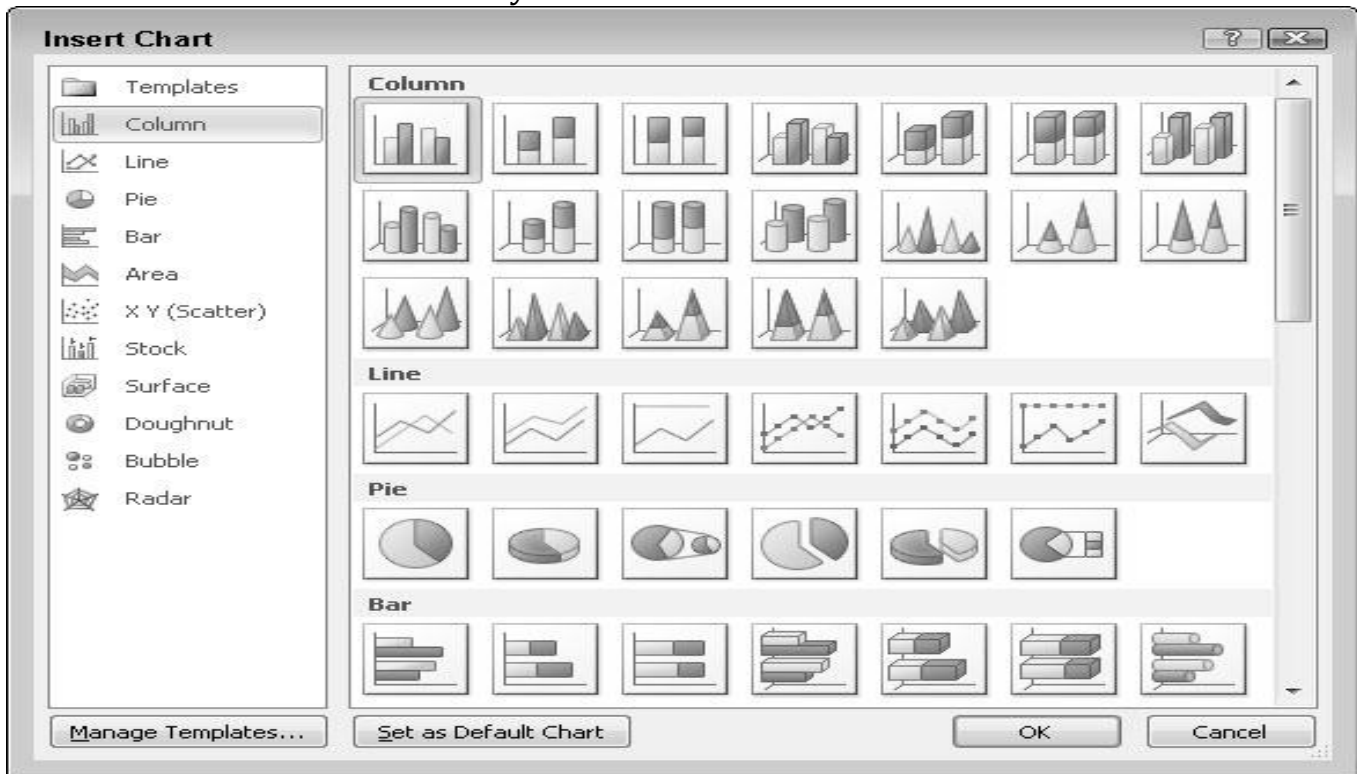 Insert Chart
Templates
Column
Line
Pie
Bar
Area
X Y (Scatter)
Stock
Surface
Doughnut
Bubble
Radar
Column
Line
Pie
Bar
Manage Templates...
Set as Default Chart
OK
Cancel